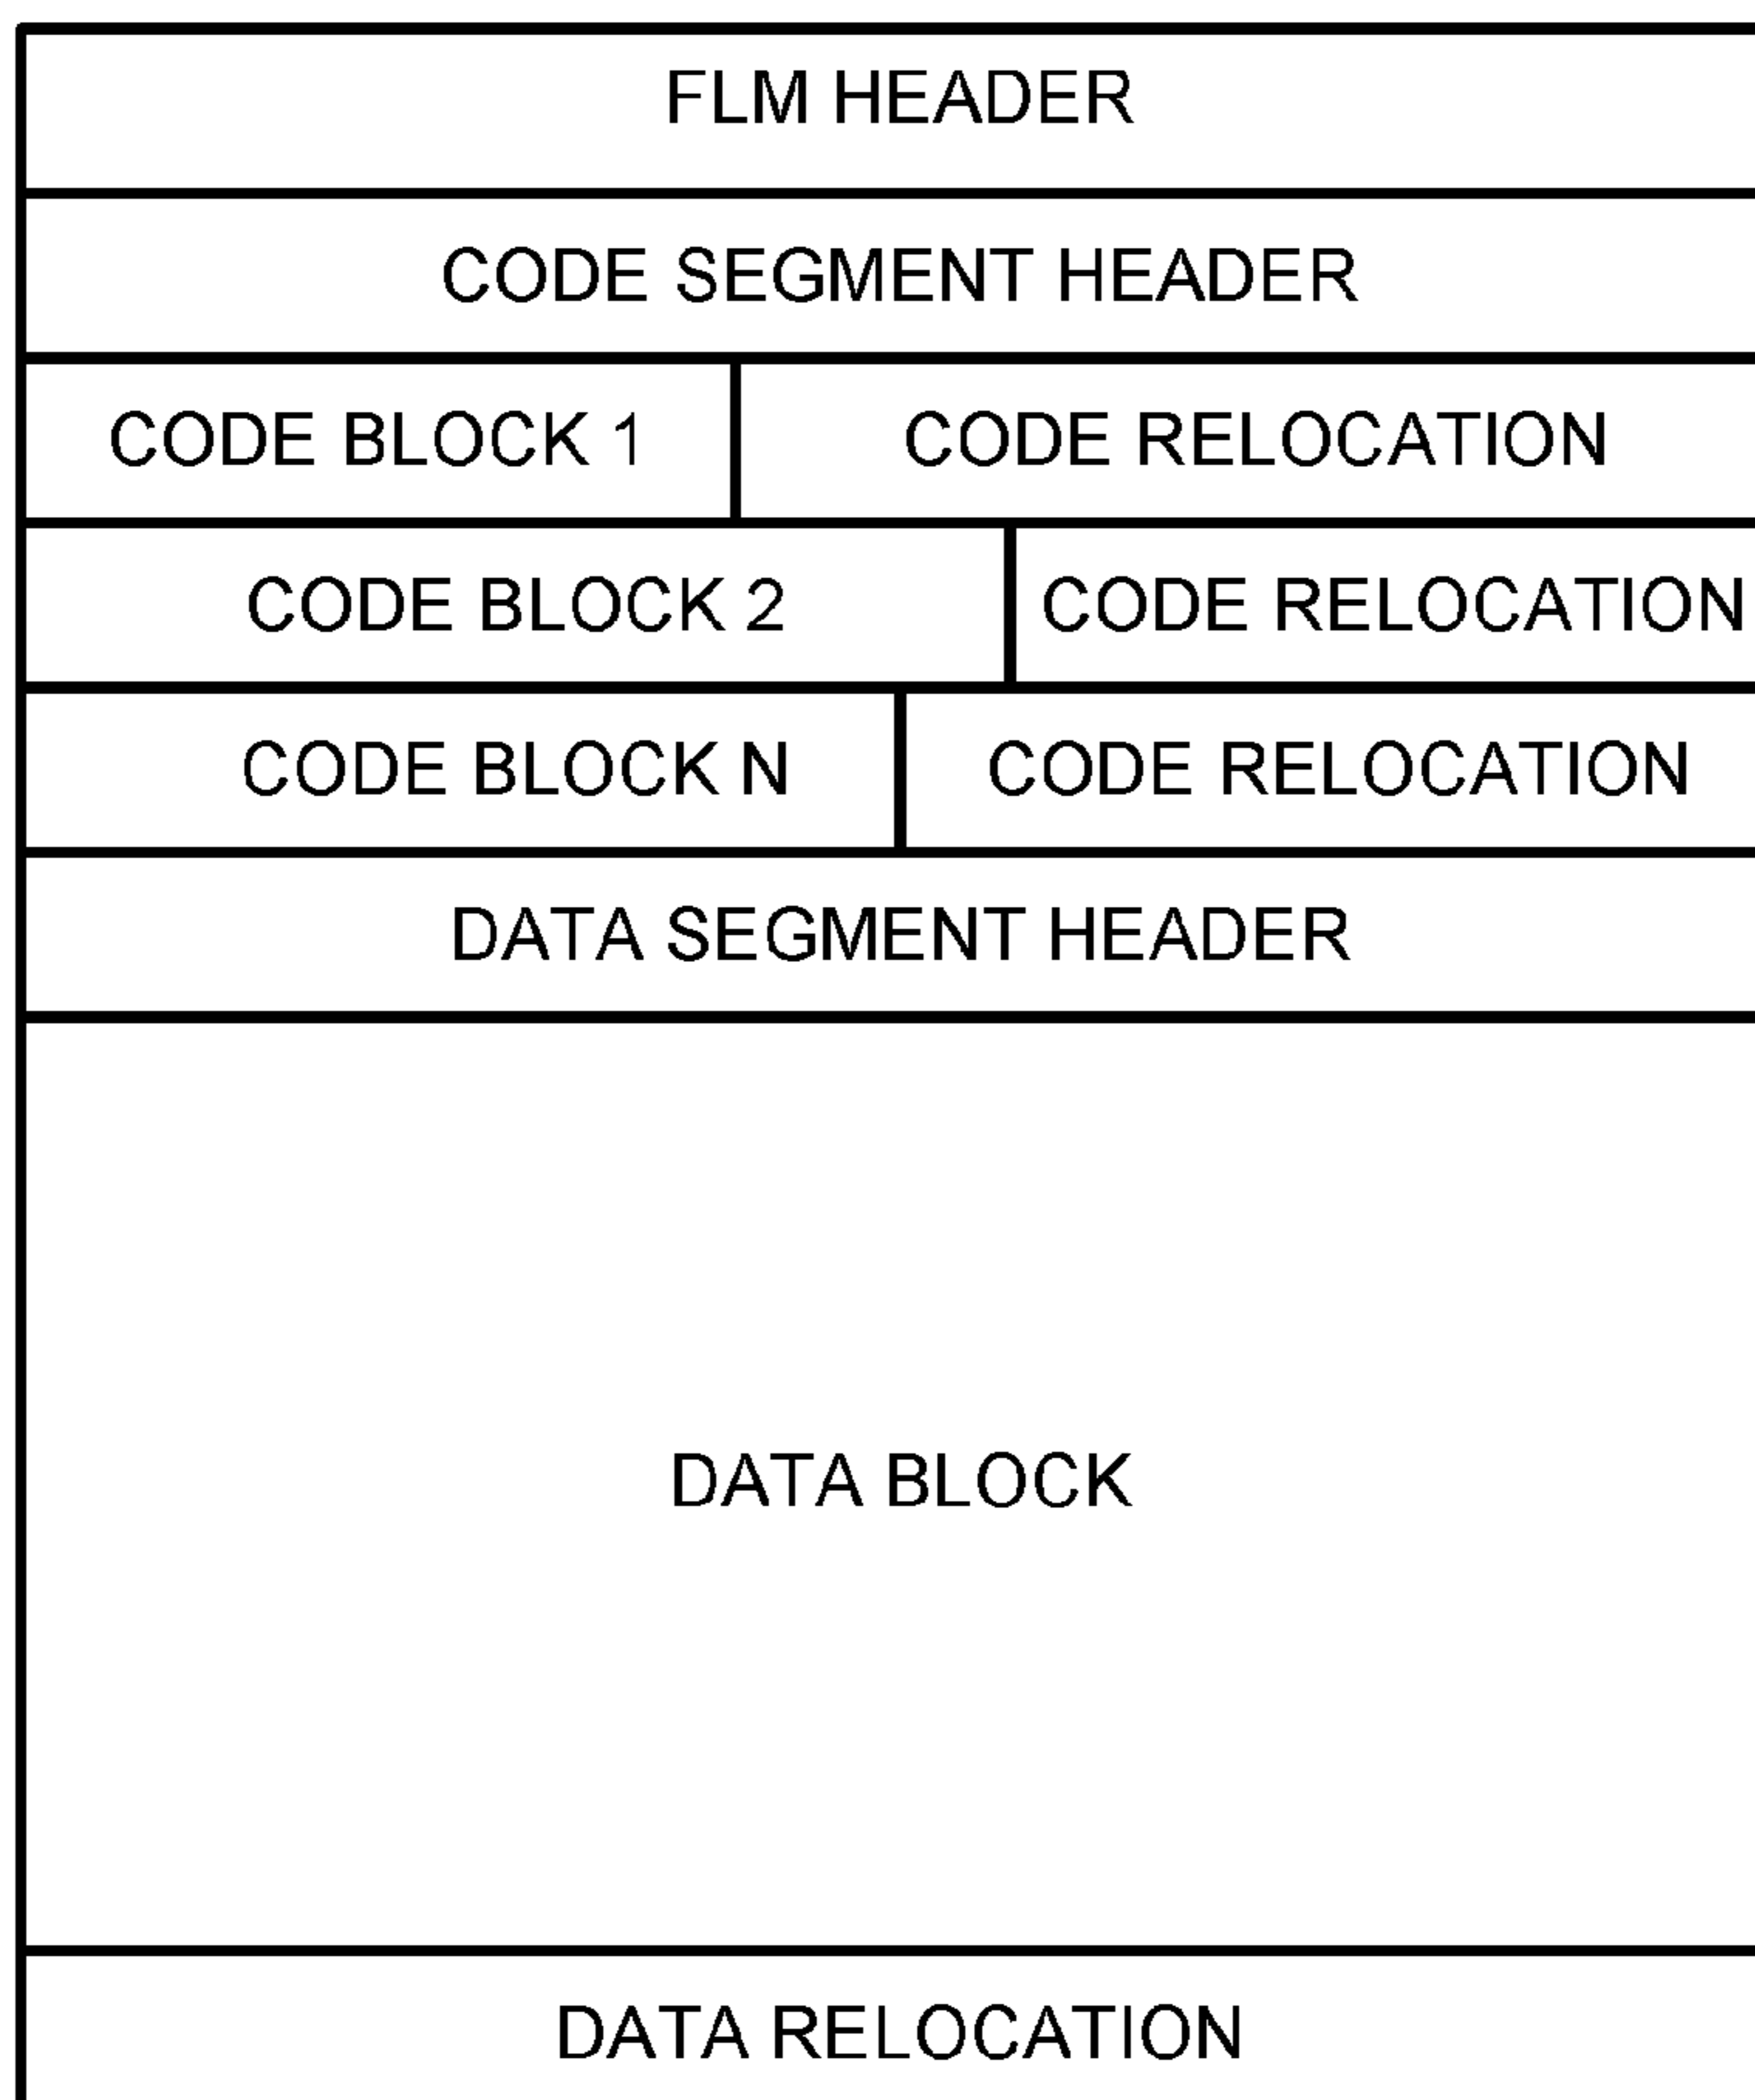 FLM HEADER
CODE SEGMENT HEADER
CODE BLOCK 1 CODE RELOCATION
CODE BLOCK 2 CODE RELOCATION
CODE BLOCK N CODE RELOCATION
DATA SEGMENT HEADER
DATA BLOCK
DATA RELOCATION